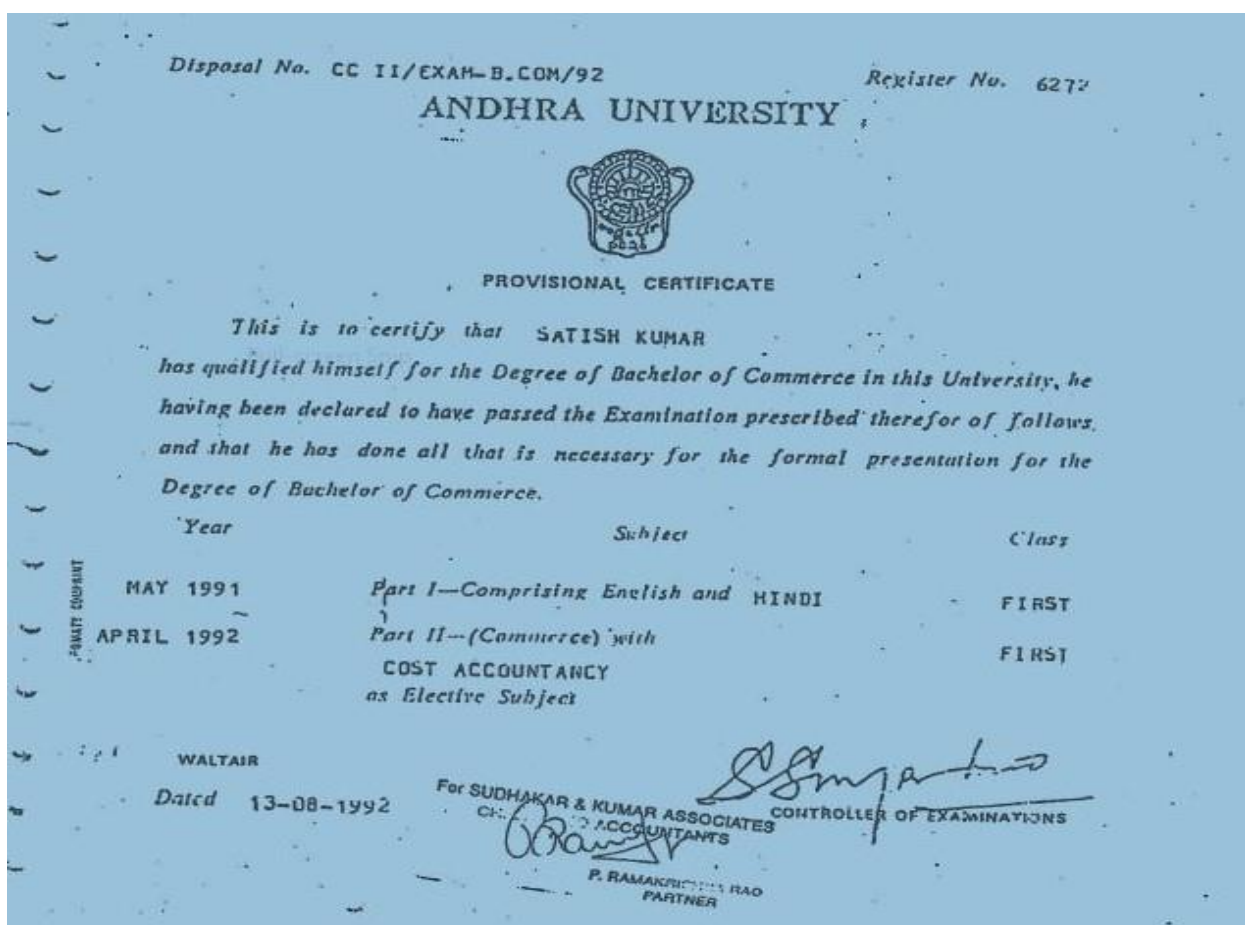 Disposal No. CC II/EXAM-B.COM/92 Register No. 6272
ANDHRA UNIVERSITY
PROVISIONAL CERTIFICATE
This is to certify that SATISH KUMAR
has qualified himself for the Degree of Bachelor of Commerce in this University, he
having been declared to have passed the Examination prescribed therefor of follows.
and that he has done all that is necessary for the formal presentation for the
Degree of Bachelor of Commerce.
Year Subject Class
MAY 1991 Part I—Comprising English and HINDI - FIRST
APRIL 1992 Part II—(Commerce) with FIRST
COST ACCOUNTANCY
as Elective Subject
WALTAIR
Dated 13-08-1992
CONTROLLER OF EXAMINATIONS
For SUDHAKAR & KUMAR ASSOCIATES
ACCOUNTANTS
P. RAMAKRISHNA RAO
PARTNER